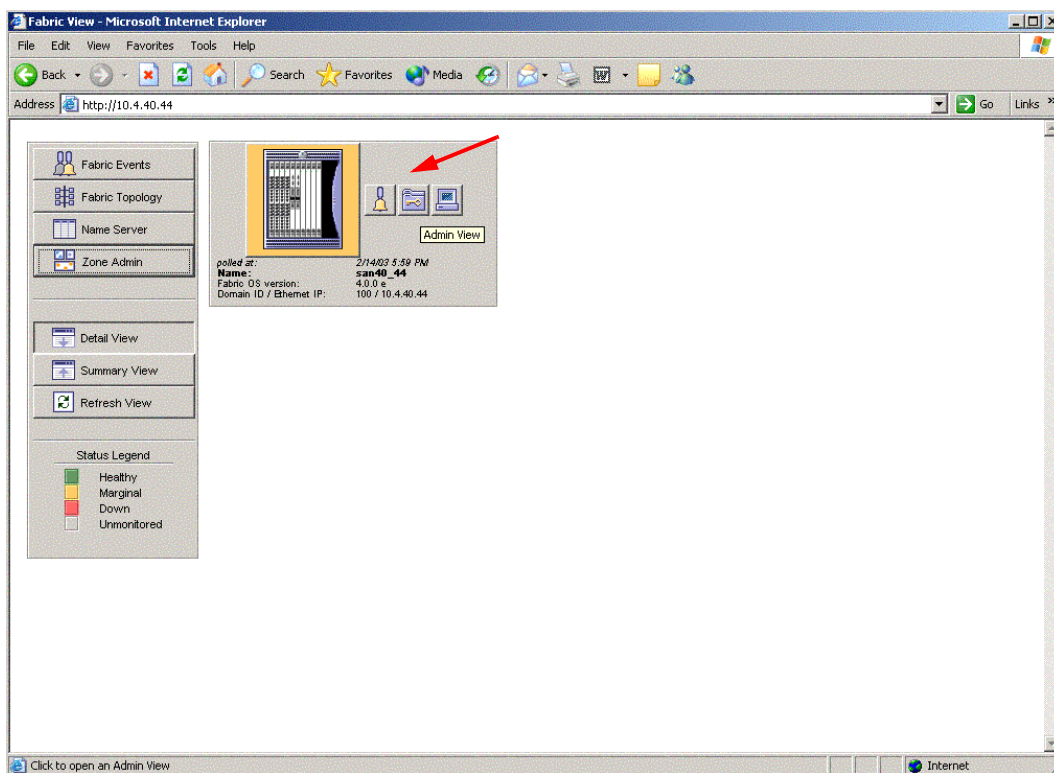 Fabric View - Microsoft Internet Explorer
File Edit View Favorites Tools Help
Back Search Favorites Media
Address http://10.4.40.44 Go Links »
Fabric Events
Fabric Topology
Name Server
Zone Admin
Admin View
polled at: 2/14/03 5:59 PM
Name: san40_44
Fabric OS version: 4.0.0 e
Domain ID / Ethernet IP: 100 / 10.4.40.44
Detail View
Summary View
Refresh View
Status Legend
Healthy
Marginal
Down
Unmonitored
Click to open an Admin View Internet